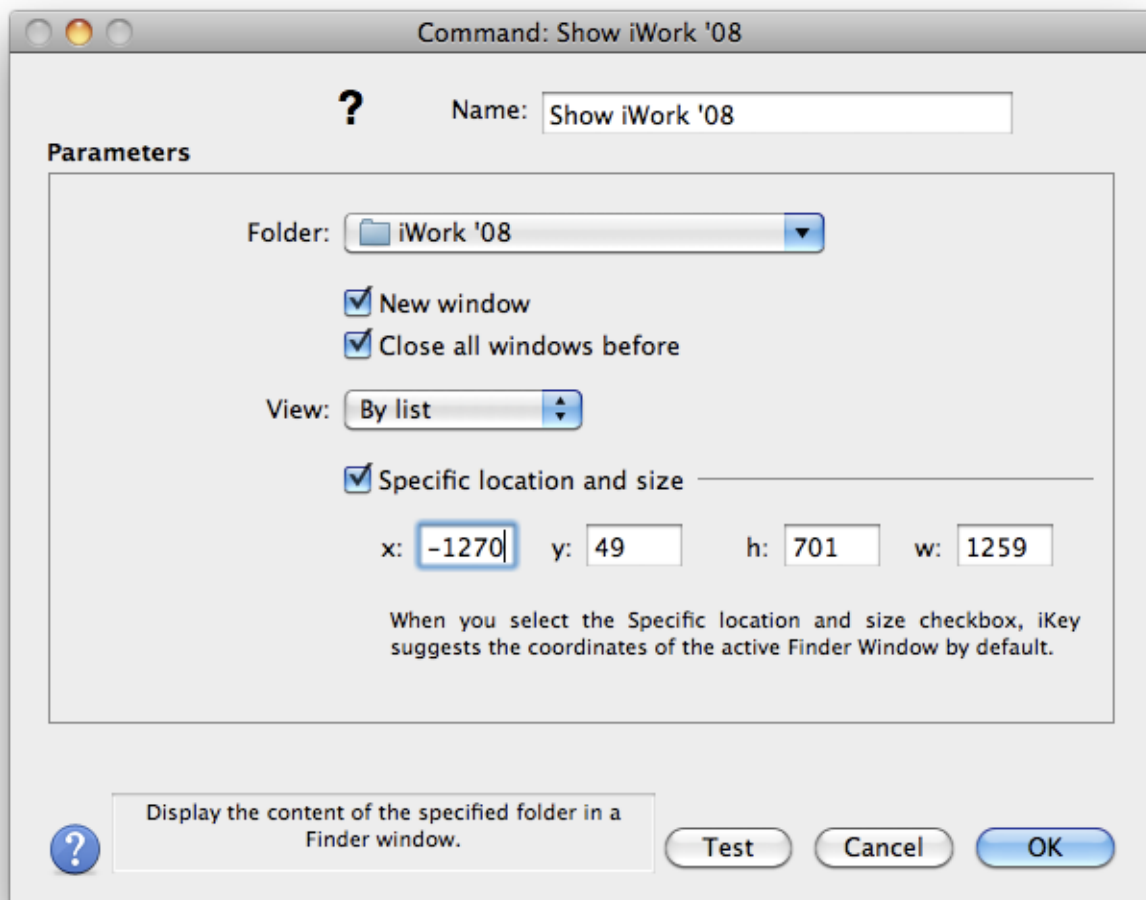 Command: Show iWork '08
? Name: Show iWork '08
Parameters
Folder: iWork '08
New window
Close all windows before
View: By list
Specific location and size
x: -1270 y: 49 h: 701 w: 1259
When you select the Specific location and size checkbox, iKey
suggests the coordinates of the active Finder Window by default.
Display the content of the specified folder in a
Finder window.
? Test Cancel OK